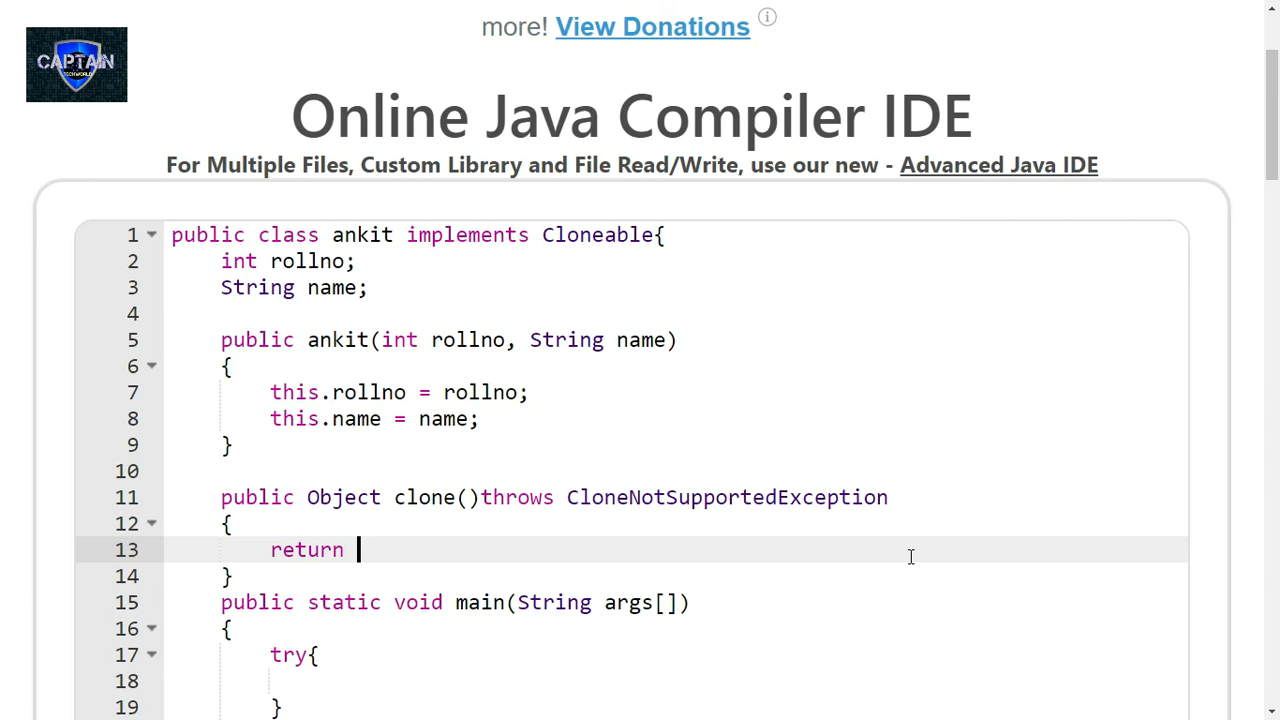 more! View Donations
CAPTAIN
TECHWORLD
Online Java Compiler IDE
For Multiple Files, Custom Library and File Read/Write, use our new - Advanced Java IDE
1 public class ankit implements Cloneable{
2 int rollno;
3 String name;
4
5 public ankit(int rollno, String name)
6 {
7 this.rollno = rollno;
8 this.name = name;
9 }
10
11 public Object clone()throws CloneNotSupportedException
12 {
13 return
14 }
15 public static void main(String args[])
16 {
17 try{
18
19 }